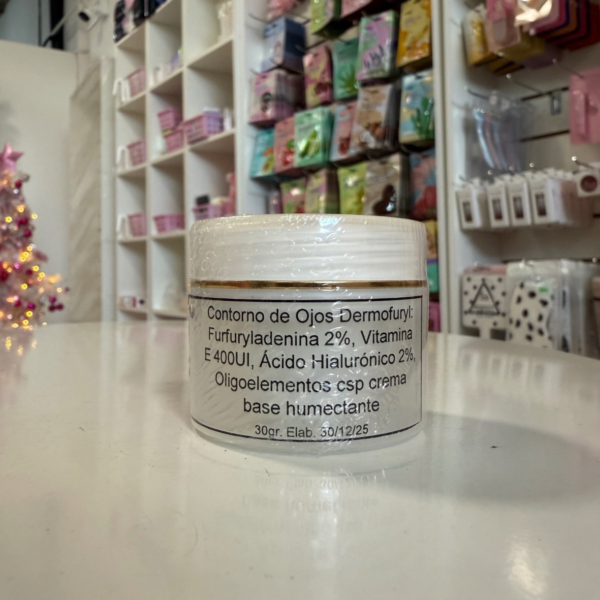 Contorno de Ojos Dermofuryl:
Furfuryladenina 2%, Vitamina
E 400UI, Ácido Hialurónico 2%,
Oligoelementos csp crema
base humectante
30gr. Elab. 30/12/25